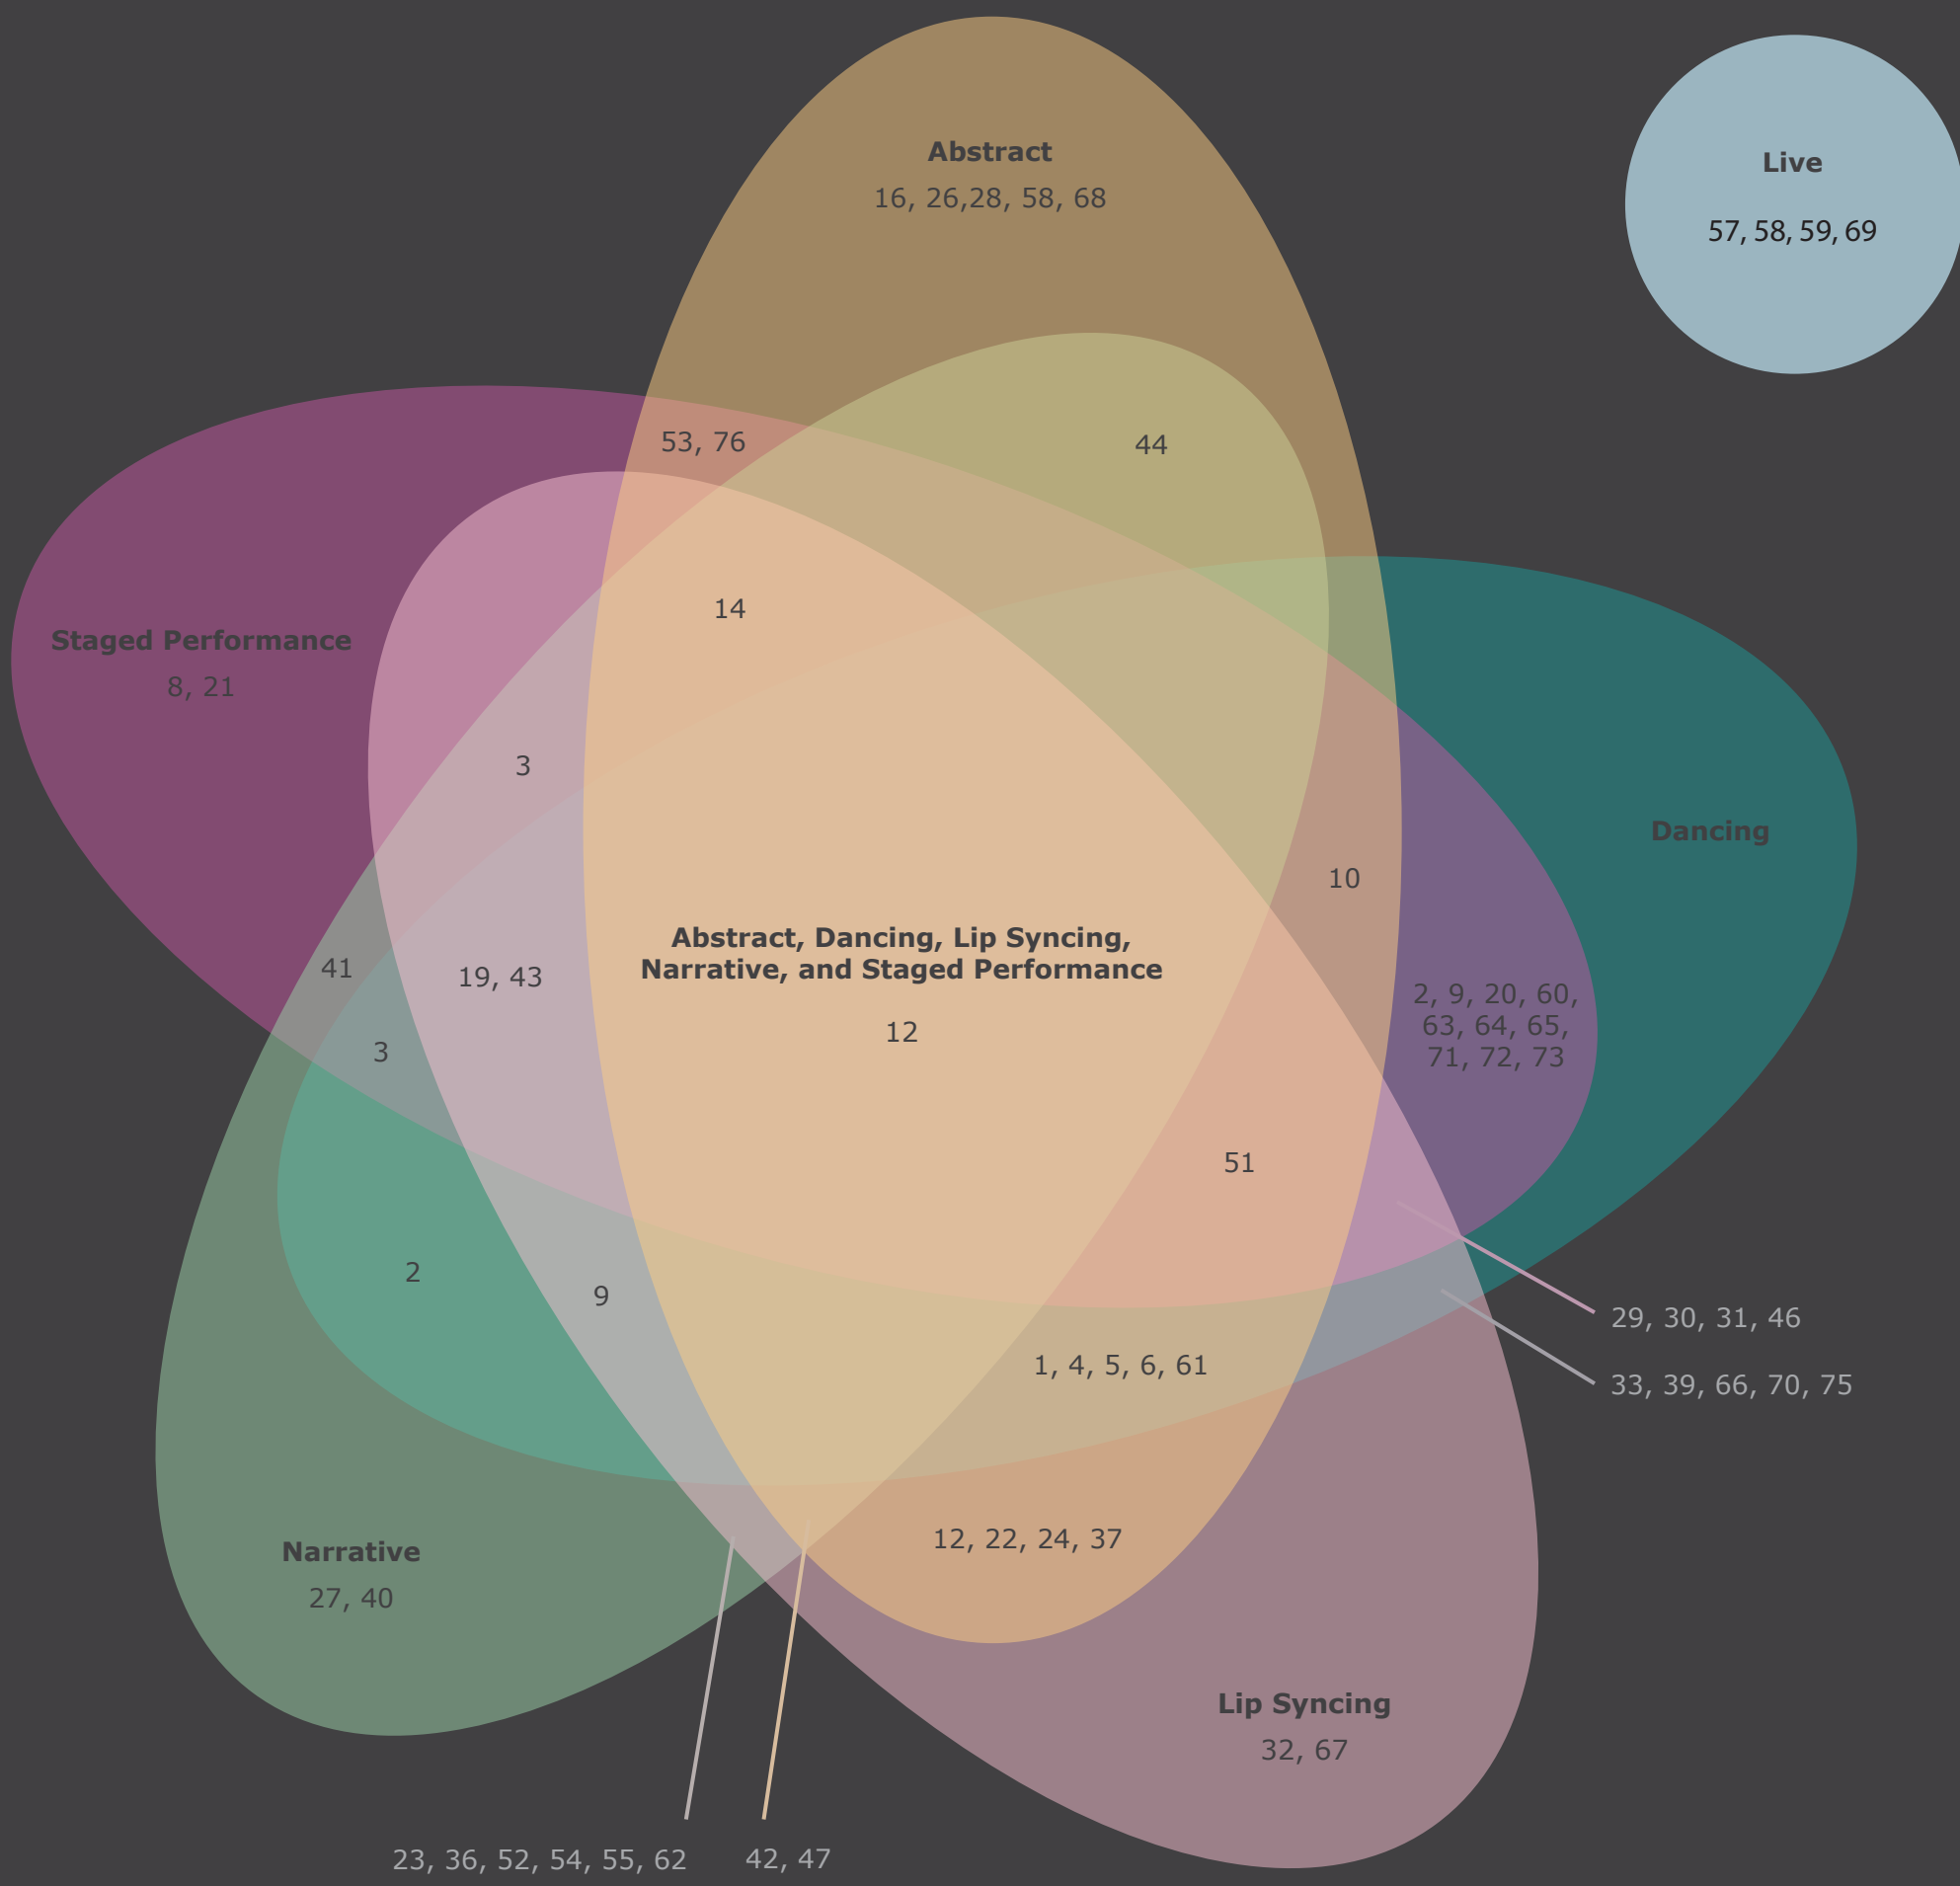 Abstract
16, 26,28, 58, 68
Live
57, 58, 59, 69
53, 76
44
14
Staged Performance
8, 21
3
Dancing
10
Abstract, Dancing, Lip Syncing,
Narrative, and Staged Performance
12
41
19, 43
2, 9, 20, 60,
63, 64, 65,
71, 72, 73
3
51
2
9
29, 30, 31, 46
1, 4, 5, 6, 61
33, 39, 66, 70, 75
12, 22, 24, 37
Narrative
27, 40
Lip Syncing
32, 67
23, 36, 52, 54, 55, 62
42, 47